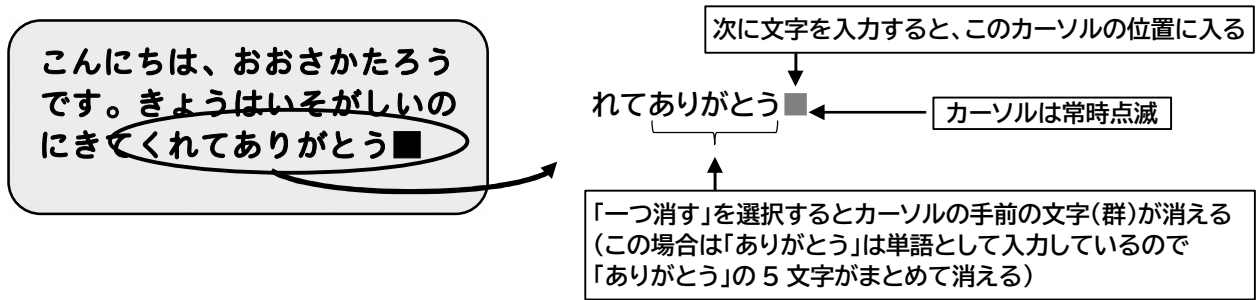 こんにちは、おおさかたろう
です。きょうはいそがしいの
にきてくれてありがとう■
次に文字を入力すると、このカーソルの位置に入る
れてありがとう■
カーソルは常時点滅
「一つ消す」を選択するとカーソルの手前の文字(群)が消える
(この場合は「ありがとう」は単語として入力しているので
「ありがとう」の5文字がまとめて消える)